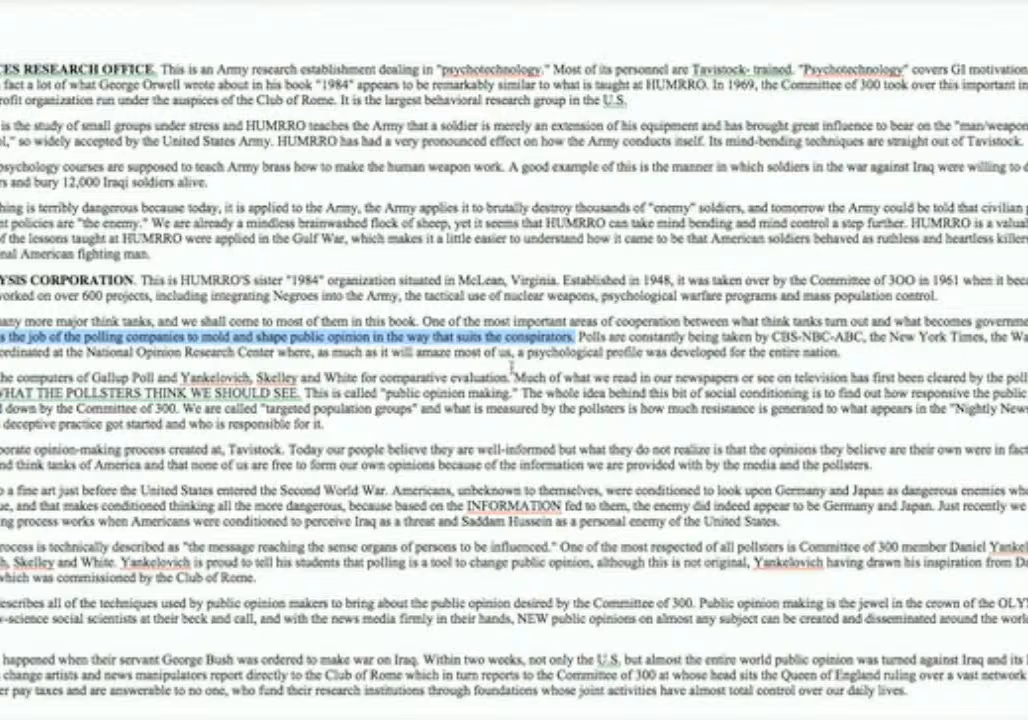 CES RESEARCH OFFICE. This is an Army research establishment dealing in "psychotechnology." Most of its personnel are Tavistock- trained. "Psychotechnology" covers GI motivation
fact a lot of what George Orwell wrote about in his book "1984" appears to be remarkably similar to what is taught at HUMRRO. In 1969, the Committee of 300 took over this important in
rofit organization run under the auspices of the Club of Rome. It is the largest behavioral research group in the U.S.
is the study of small groups under stress and HUMRRO teaches the Army that a soldier is merely an extension of his equipment and has brought great influence to bear on the "man/weapon
ol," so widely accepted by the United States Army. HUMRRO has had a very pronounced effect on how the Army conducts itself. Its mind-bending techniques are straight out of Tavistock.
psychology courses are supposed to teach Army brass how to make the human weapon work. A good example of this is the manner in which soldiers in the war against Iraq were willing to
rs and bury 12,000 Iraqi soldiers alive.
hing is terribly dangerous because today, it is applied to the Army, the Army applies it to brutally destroy thousands of "enemy" soldiers, and tomorrow the Army could be told that civilian
nt policies are "the enemy." We are already a mindless brainwashed flock of sheep, yet it seems that HUMRRO can take mind bending and mind control a step further. HUMRRO is a valua
of the lessons taught at HUMRRO were applied in the Gulf War, which makes it a little easier to understand how it came to be that American soldiers behaved as ruthless and heartless killer
nal American fighting man.
YSIS CORPORATION. This is HUMRRO'S sister "1984" organization situated in McLean, Virginia. Established in 1948, it was taken over by the Committee of 3OO in 1961 when it bec
worked on over 600 projects, including integrating Negroes into the Army, the tactical use of nuclear weapons, psychological warfare programs and mass population control.
any more major think tanks, and we shall come to most of them in this book. One of the most important areas of cooperation between what think tanks turn out and what becomes governm
s the job of the polling companies to mold and shape public opinion in the way that suits the conspirators. Polls are constantly being taken by CBS-NBC-ABC, the New York Times, the Wa
ordinated at the National Opinion Research Center where, as much as it will amaze most of us, a psychological profile was developed for the entire nation.
he computers of Gallup Poll and Yankelovich, Skelley and White for comparative evaluation. Much of what we read in our newspapers or see on television has first been cleared by the poll
WHAT THE POLLSTERS THINK WE SHOULD SEE. This is called "public opinion making." The whole idea behind this bit of social conditioning is to find out how responsive the public
down by the Committee of 300. We are called "targeted population groups" and what is measured by the pollsters is how much resistance is generated to what appears in the "Nightly New
deceptive practice got started and who is responsible for it.
orate opinion-making process created at, Tavistock. Today our people believe they are well-informed but what they do not realize is that the opinions they believe are their own were in fact
nd think tanks of America and that none of us are free to form our own opinions because of the information we are provided with by the media and the pollsters.
o a fine art just before the United States entered the Second World War. Americans, unbeknown to themselves, were conditioned to look upon Germany and Japan as dangerous enemies wh
ue, and that makes conditioned thinking all the more dangerous, because based on the INFORMATION fed to them, the enemy did indeed appear to be Germany and Japan. Just recently we
ng process works when Americans were conditioned to perceive Iraq as a threat and Saddam Hussein as a personal enemy of the United States.
rocess is technically described as "the message reaching the sense organs of persons to be influenced." One of the most respected of all pollsters is Committee of 300 member Daniel Yankel
h, Skelley and White. Yankelovich is proud to tell his students that polling is a tool to change public opinion, although this is not original, Yankelovich having drawn his inspiration from Da
which was commissioned by the Club of Rome.
escribes all of the techniques used by public opinion makers to bring about the public opinion desired by the Committee of 300. Public opinion making is the jewel in the crown of the OLY
-science social scientists at their beck and call, and with the news media firmly in their hands, NEW public opinions on almost any subject can be created and disseminated around the world
happened when their servant George Bush was ordered to make war on Iraq. Within two weeks, not only the U.S. but almost the entire world public opinion was turned against Iraq and its
change artists and news manipulators report directly to the Club of Rome which in turn reports to the Committee of 300 at whose head sits the Queen of England ruling over a vast network
er pay taxes and are answerable to no one, who fund their research institutions through foundations whose joint activities have almost total control over our daily lives.